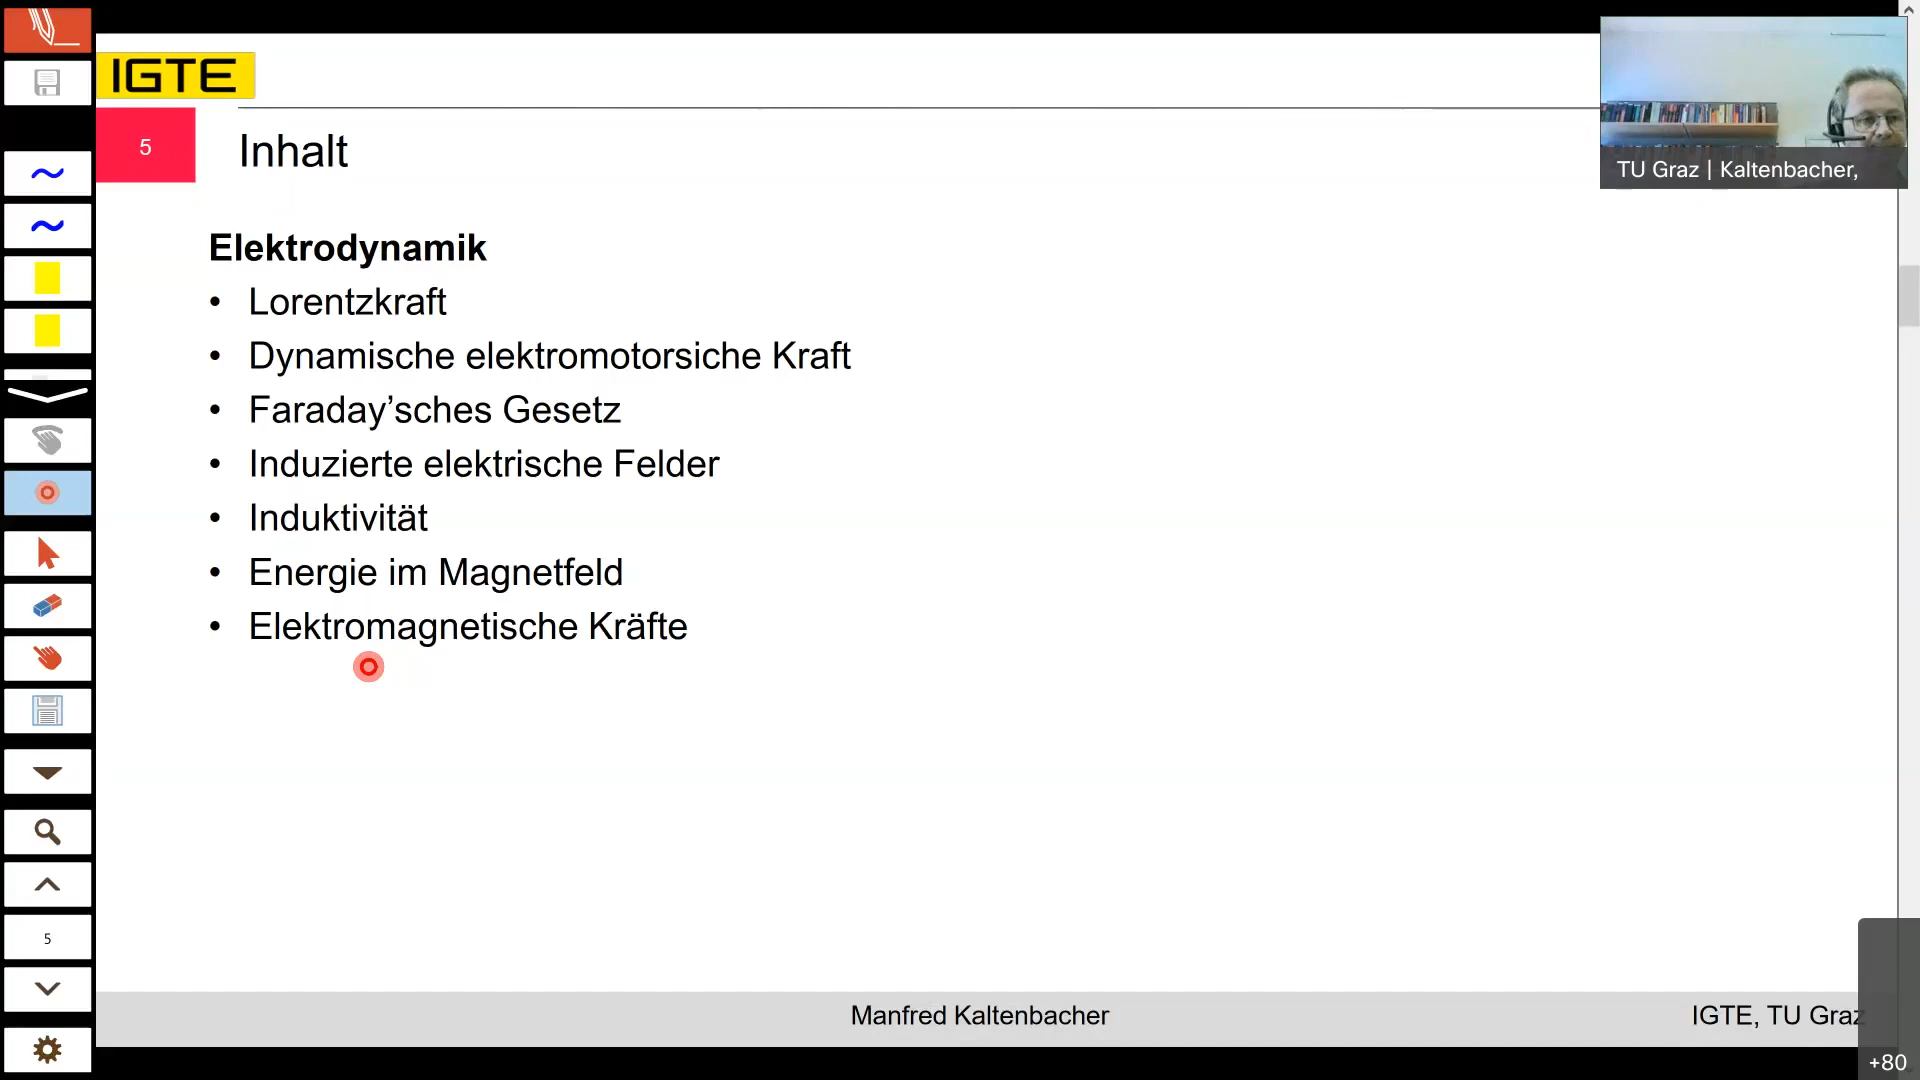 IGTE
5
Inhalt
TU Graz | Kaltenbacher,
Elektrodynamik
• Lorentzkraft
• Dynamische elektromotorsiche Kraft
• Faraday’sches Gesetz
• Induzierte elektrische Felder
• Induktivität
• Energie im Magnetfeld
• Elektromagnetische Kräfte
5
Manfred Kaltenbacher
IGTE, TU Graz
+80